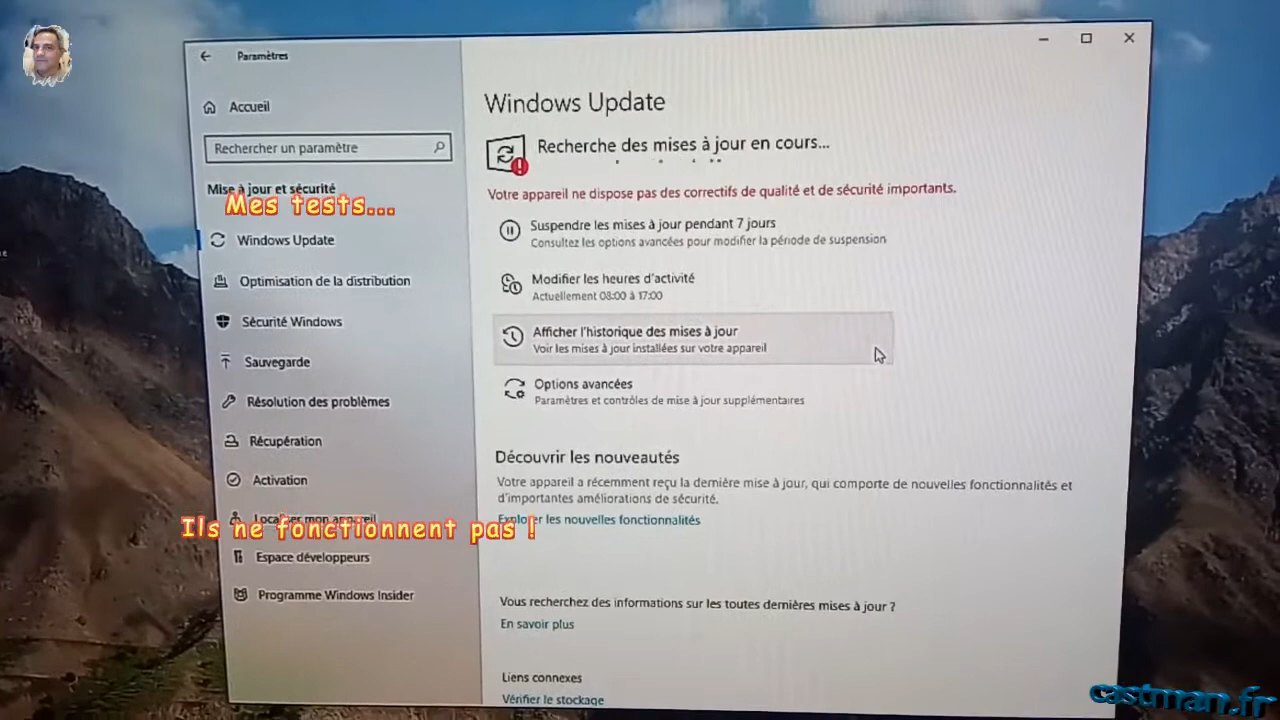 Paramètres
Accueil
Rechercher un paramètre
Mise à jour et sécurité
Mes tests...
Windows Update
Optimisation de la distribution
Sécurité Windows
Sauvegarde
Résolution des problèmes
Récupération
Activation
Localiser mon appareil
Ils ne fonctionnent pas !
Espace développeurs
Programme Windows Insider
Windows Update
Recherche des mises à jour en cours...
Votre appareil ne dispose pas des correctifs de qualité et de sécurité importants.
Suspendre les mises à jour pendant 7 jours
Consultez les options avancées pour modifier la période de suspension
Modifier les heures d'activité
Actuellement 08:00 à 17:00
Afficher l'historique des mises à jour
Voir les mises à jour installées sur votre appareil
Options avancées
Paramètres et contrôles de mise à jour supplémentaires
Découvrir les nouveautés
Votre appareil a récemment reçu la dernière mise à jour, qui comporte de nouvelles fonctionnalités et
d'importantes améliorations de sécurité.
Explorer les nouvelles fonctionnalités
Vous recherchez des informations sur les toutes dernières mises à jour ?
En savoir plus
Liens connexes
Vérifier le stockage
castman.fr